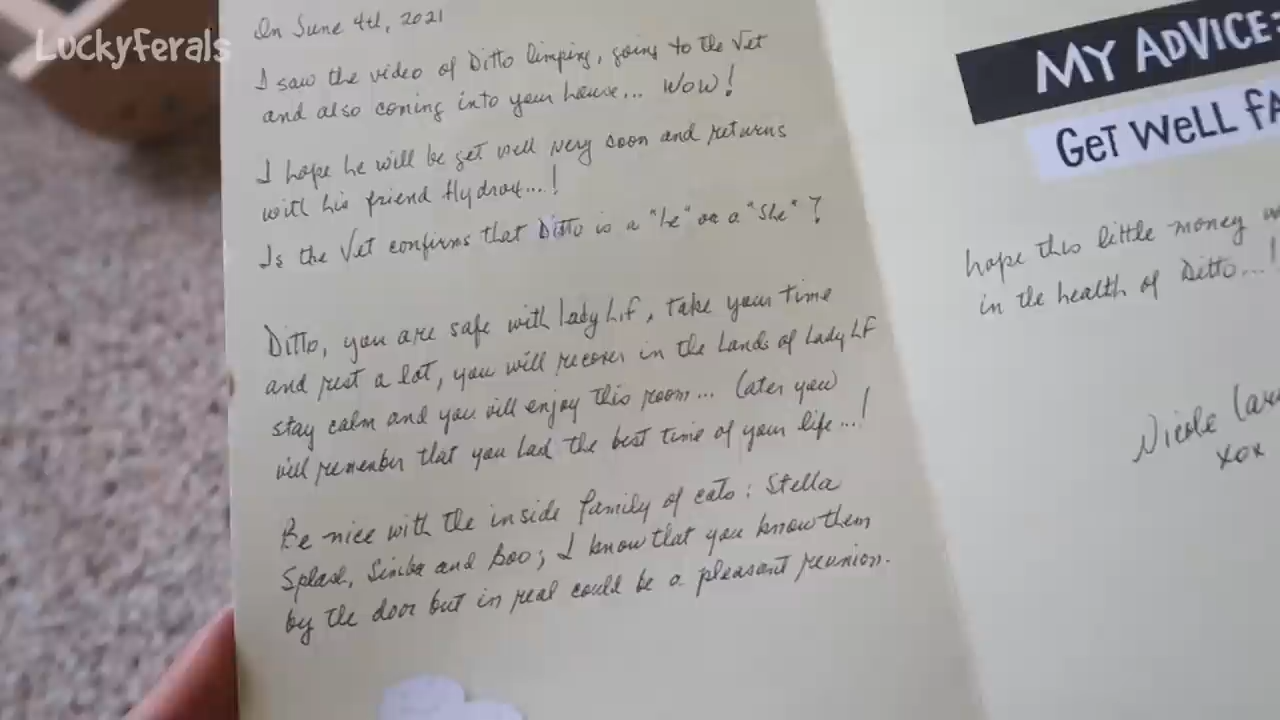 LuckyFerals
On June 4th, 2021
I saw the video of Ditto limping, going to the Vet
and also coming into your house... WOW!
I hope he will be get well very soon and returns
with his friend Hydrox...!
Is the Vet confirms that Ditto is a "he" or a "She"?
Ditto, you are safe with lady L.F, take your time
and rest a lot, you will recover in the Lands of Lady LF
stay calm and you will enjoy this room... (ater you)
will remember that you had the best time of your life...!
Be nice with the inside family of cats: Stella
Splash, Simba and Boo; I know that you know them
by the door but in real could be a pleasant reunion.
MY ADVICE:
GeT WeLL FA
hope this little money
in the health of Ditto...!
Nicole
xox